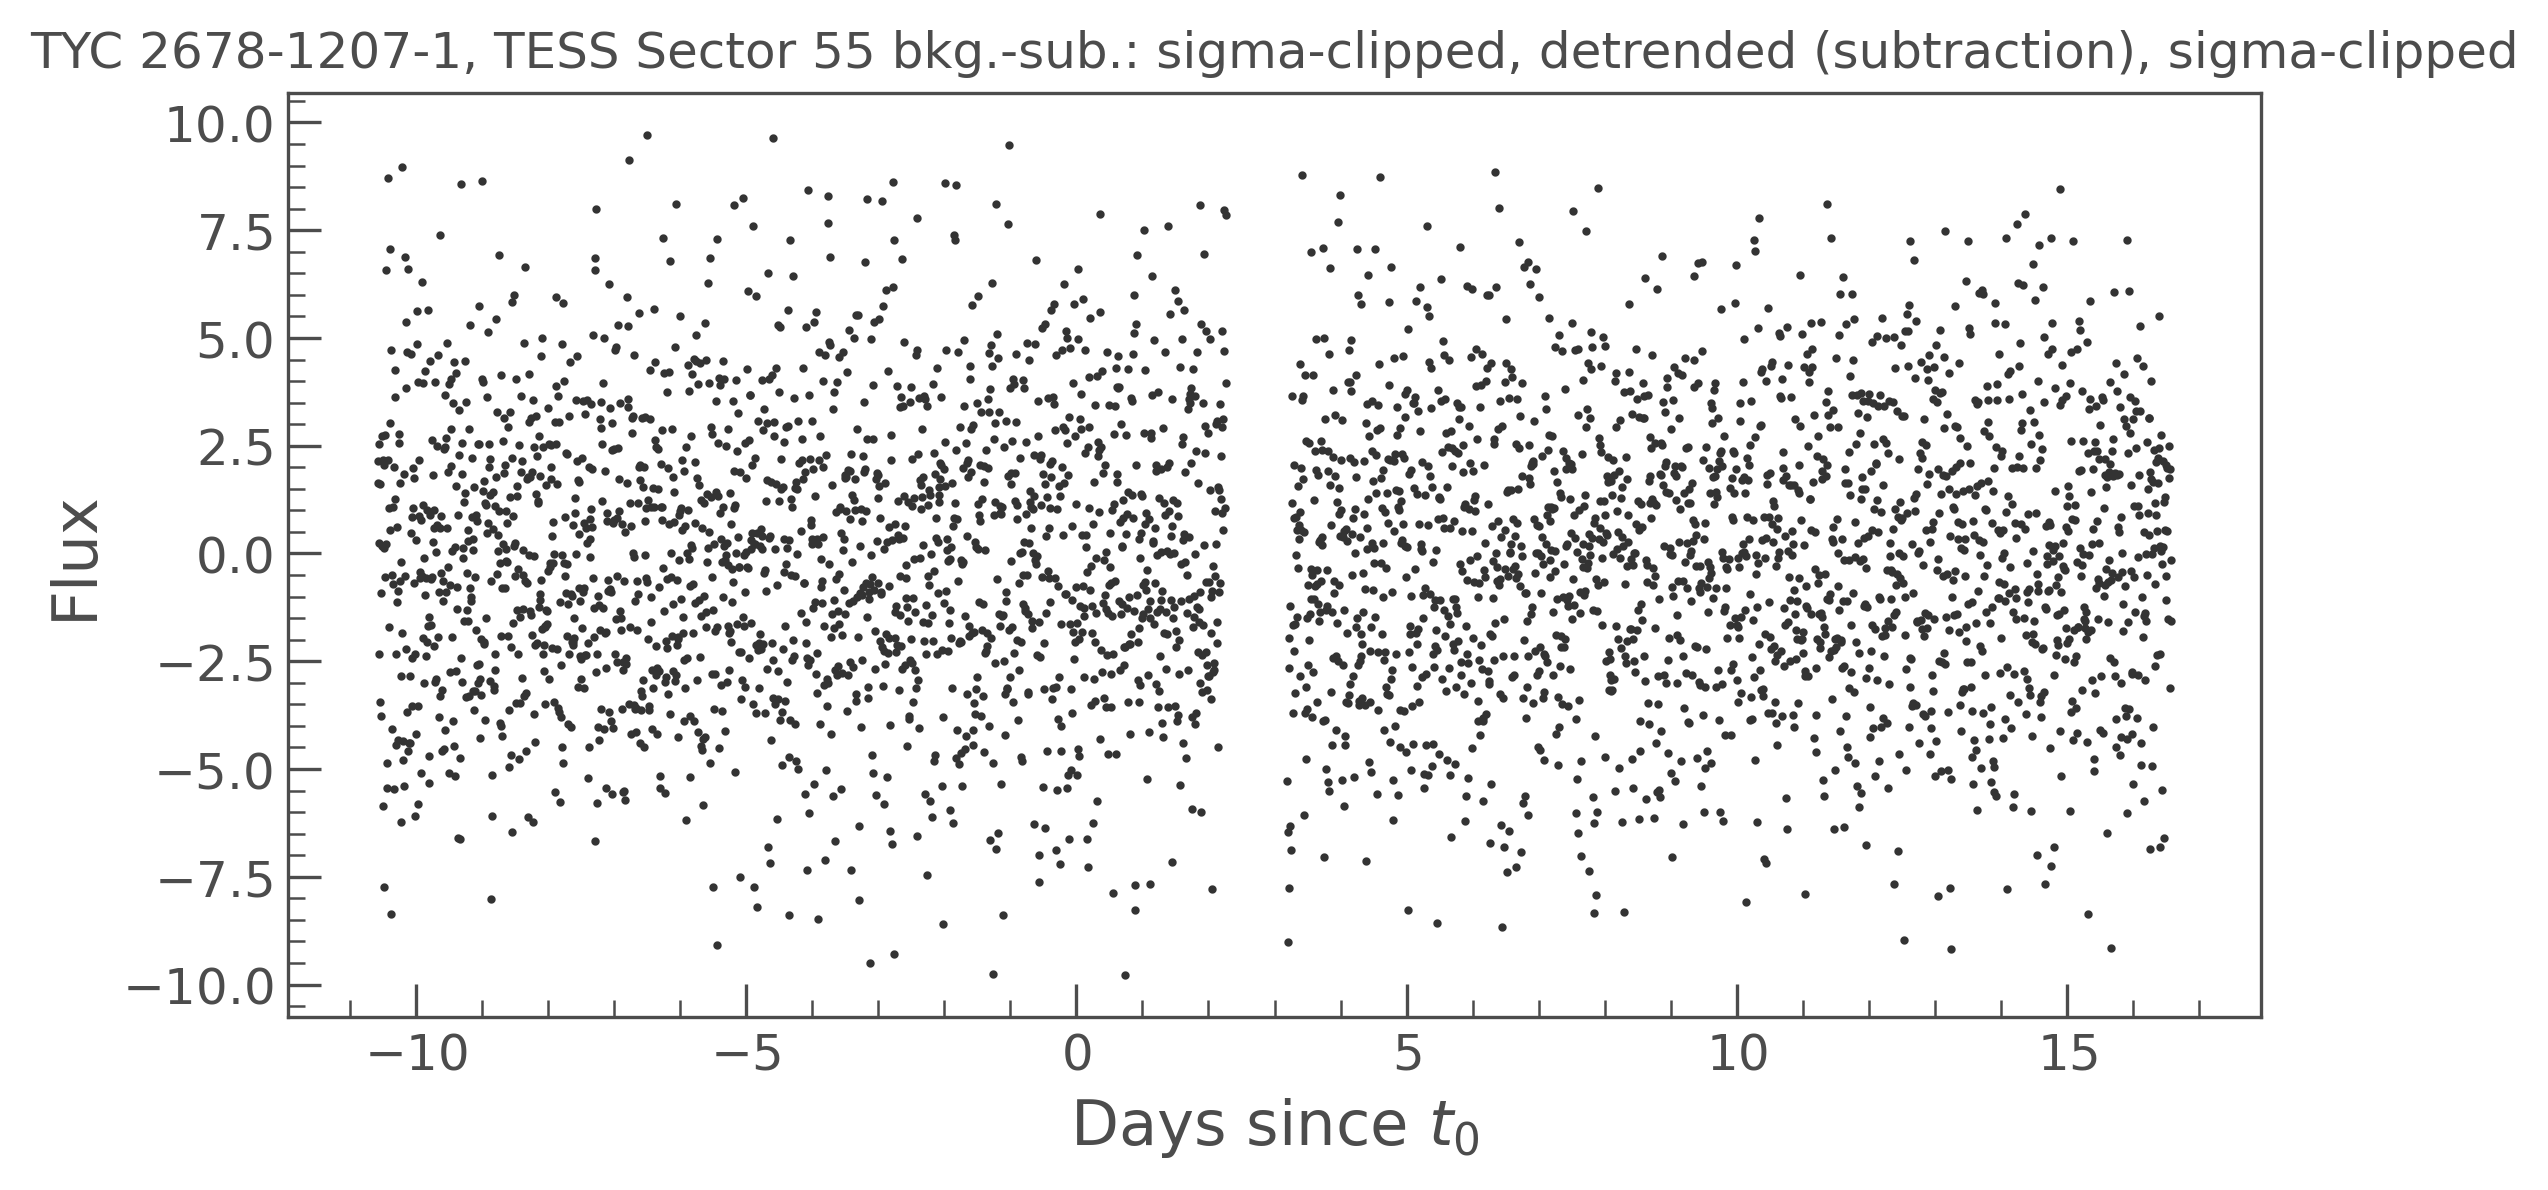 TYC 2678-1207-1, TESS Sector 55 bkg.-sub.: sigma-clipped, detrended (subtraction), sigma-clipped
10.0
7.5
5.0
2.5
0.0
−2.5
−5.0
−7.5
−10.0
Flux
−10 −5 0 5 10 15
Days since t₀